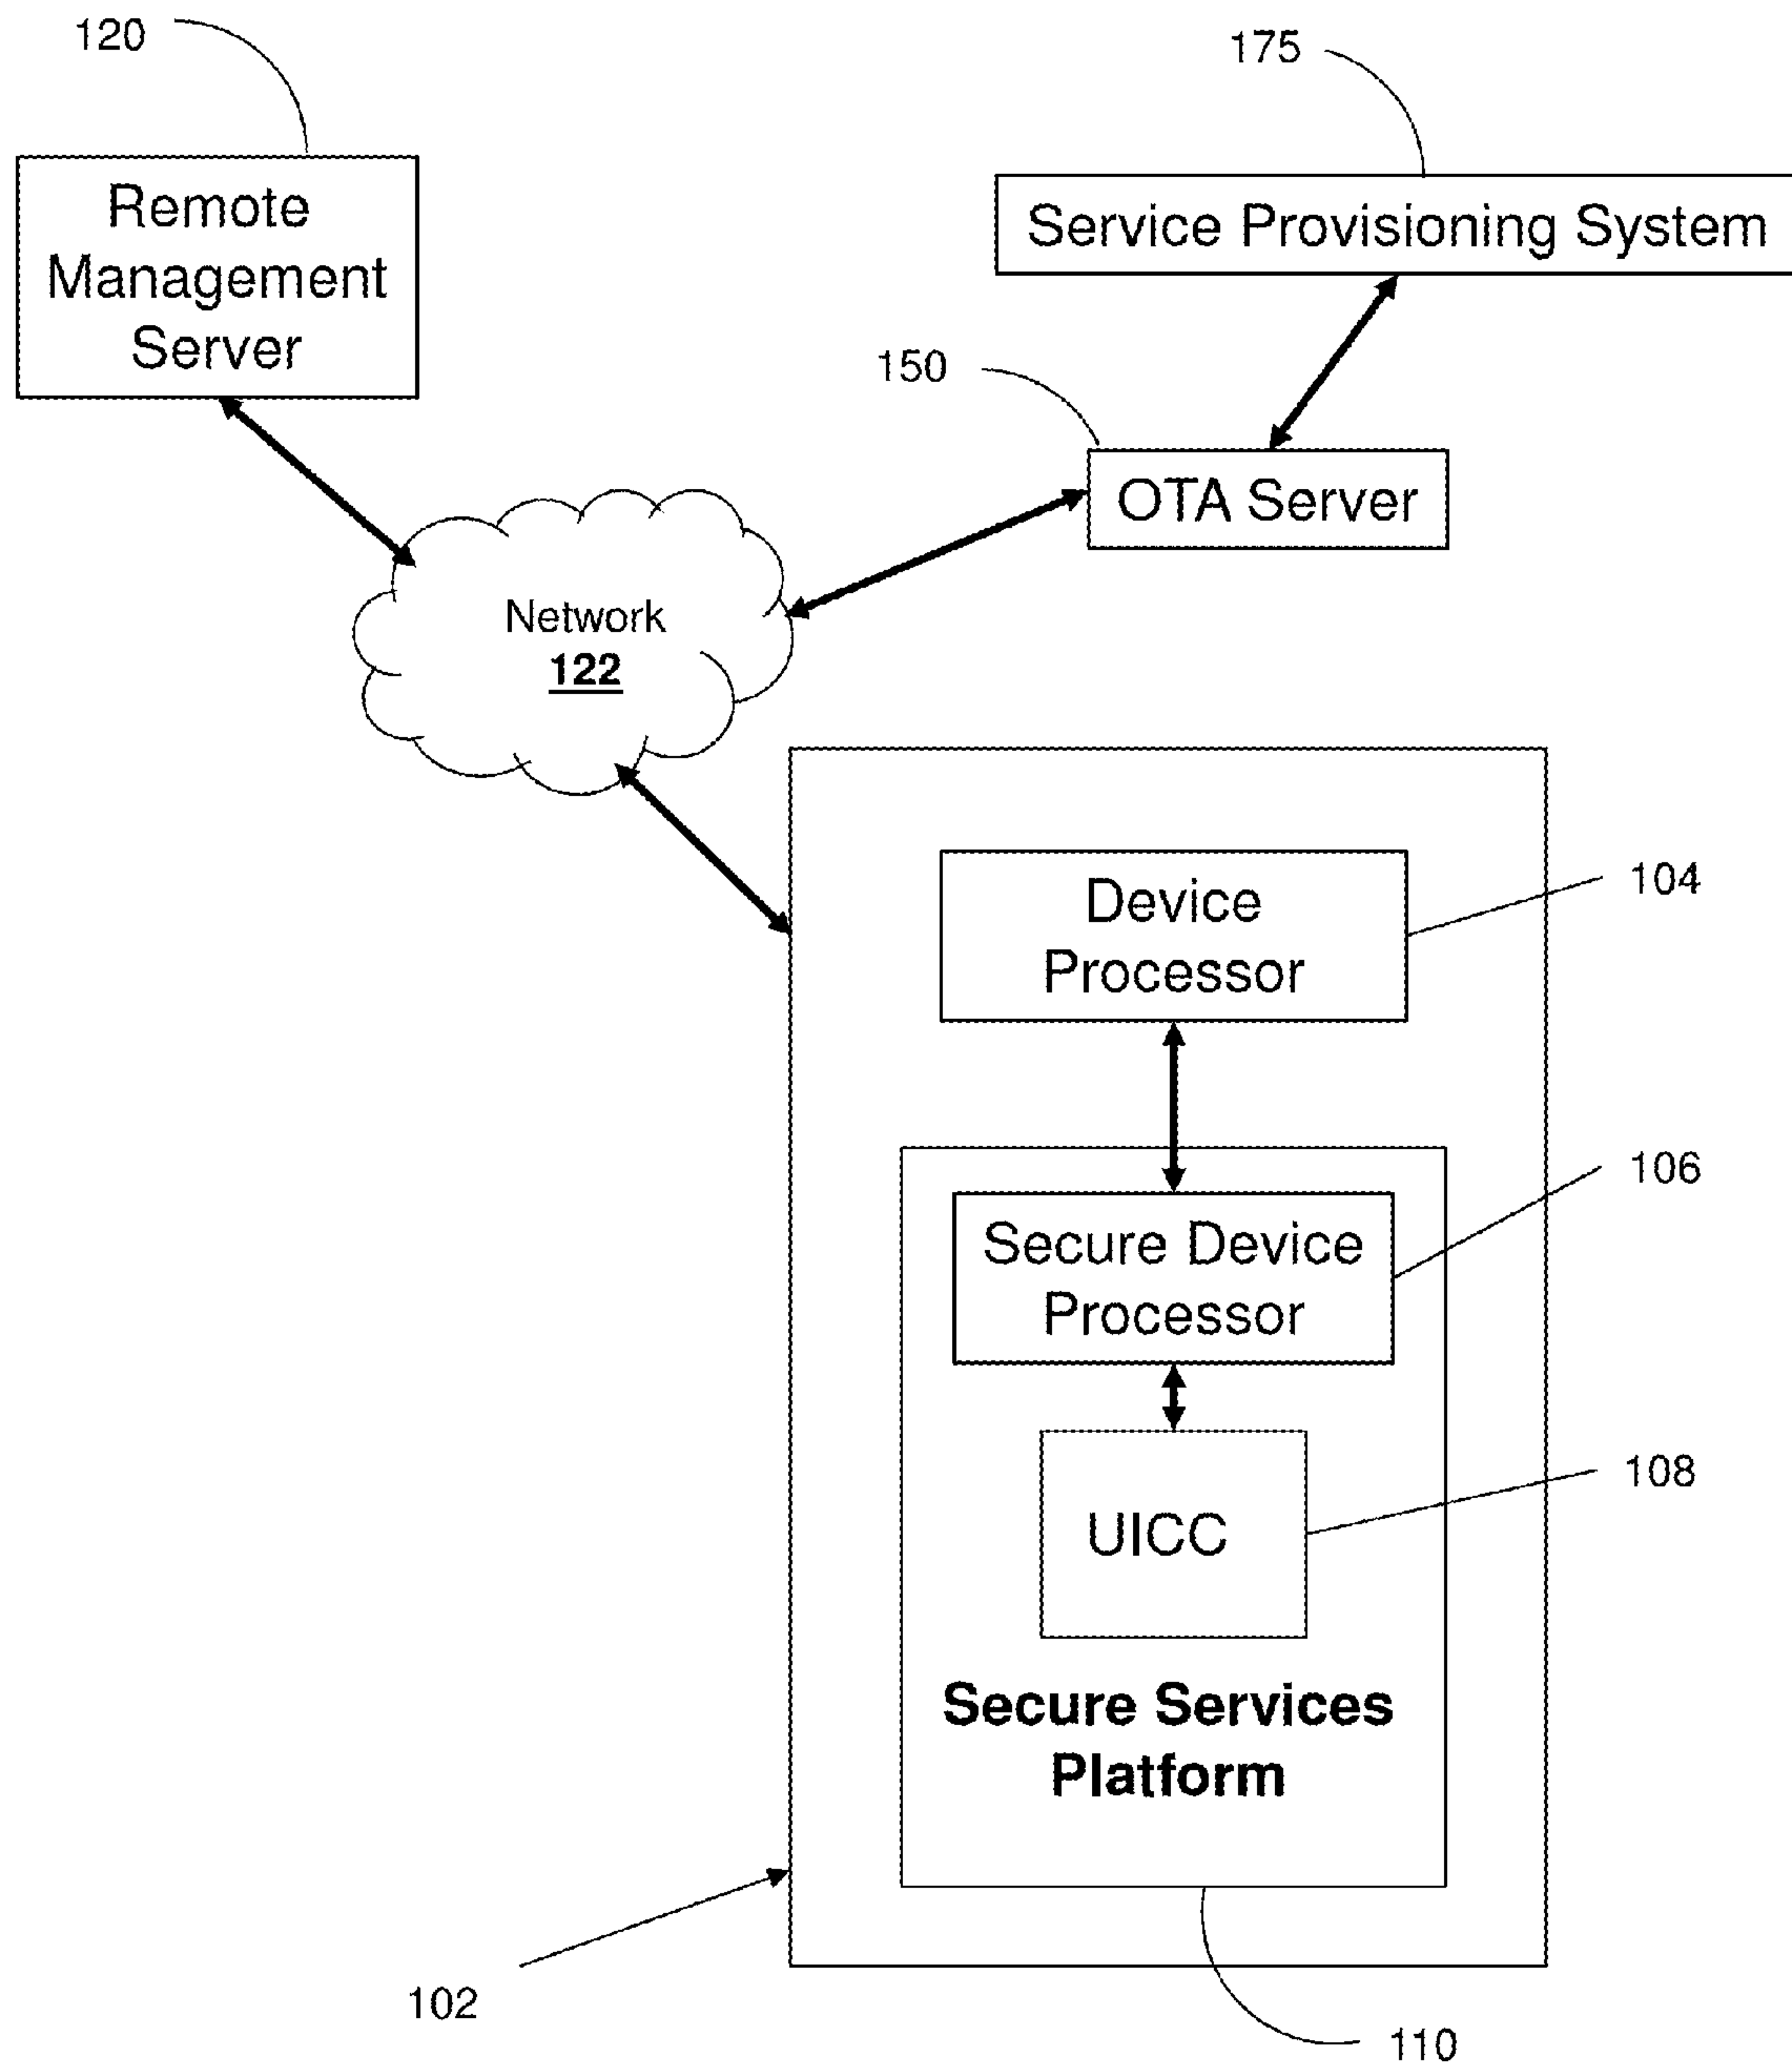 120
175
Remote
Management
Server
Service Provisioning System
150
OTA Server
Network
122
Device
Processor
104
Secure Device
Processor
106
UICC
108
Secure Services
Platform
102
110